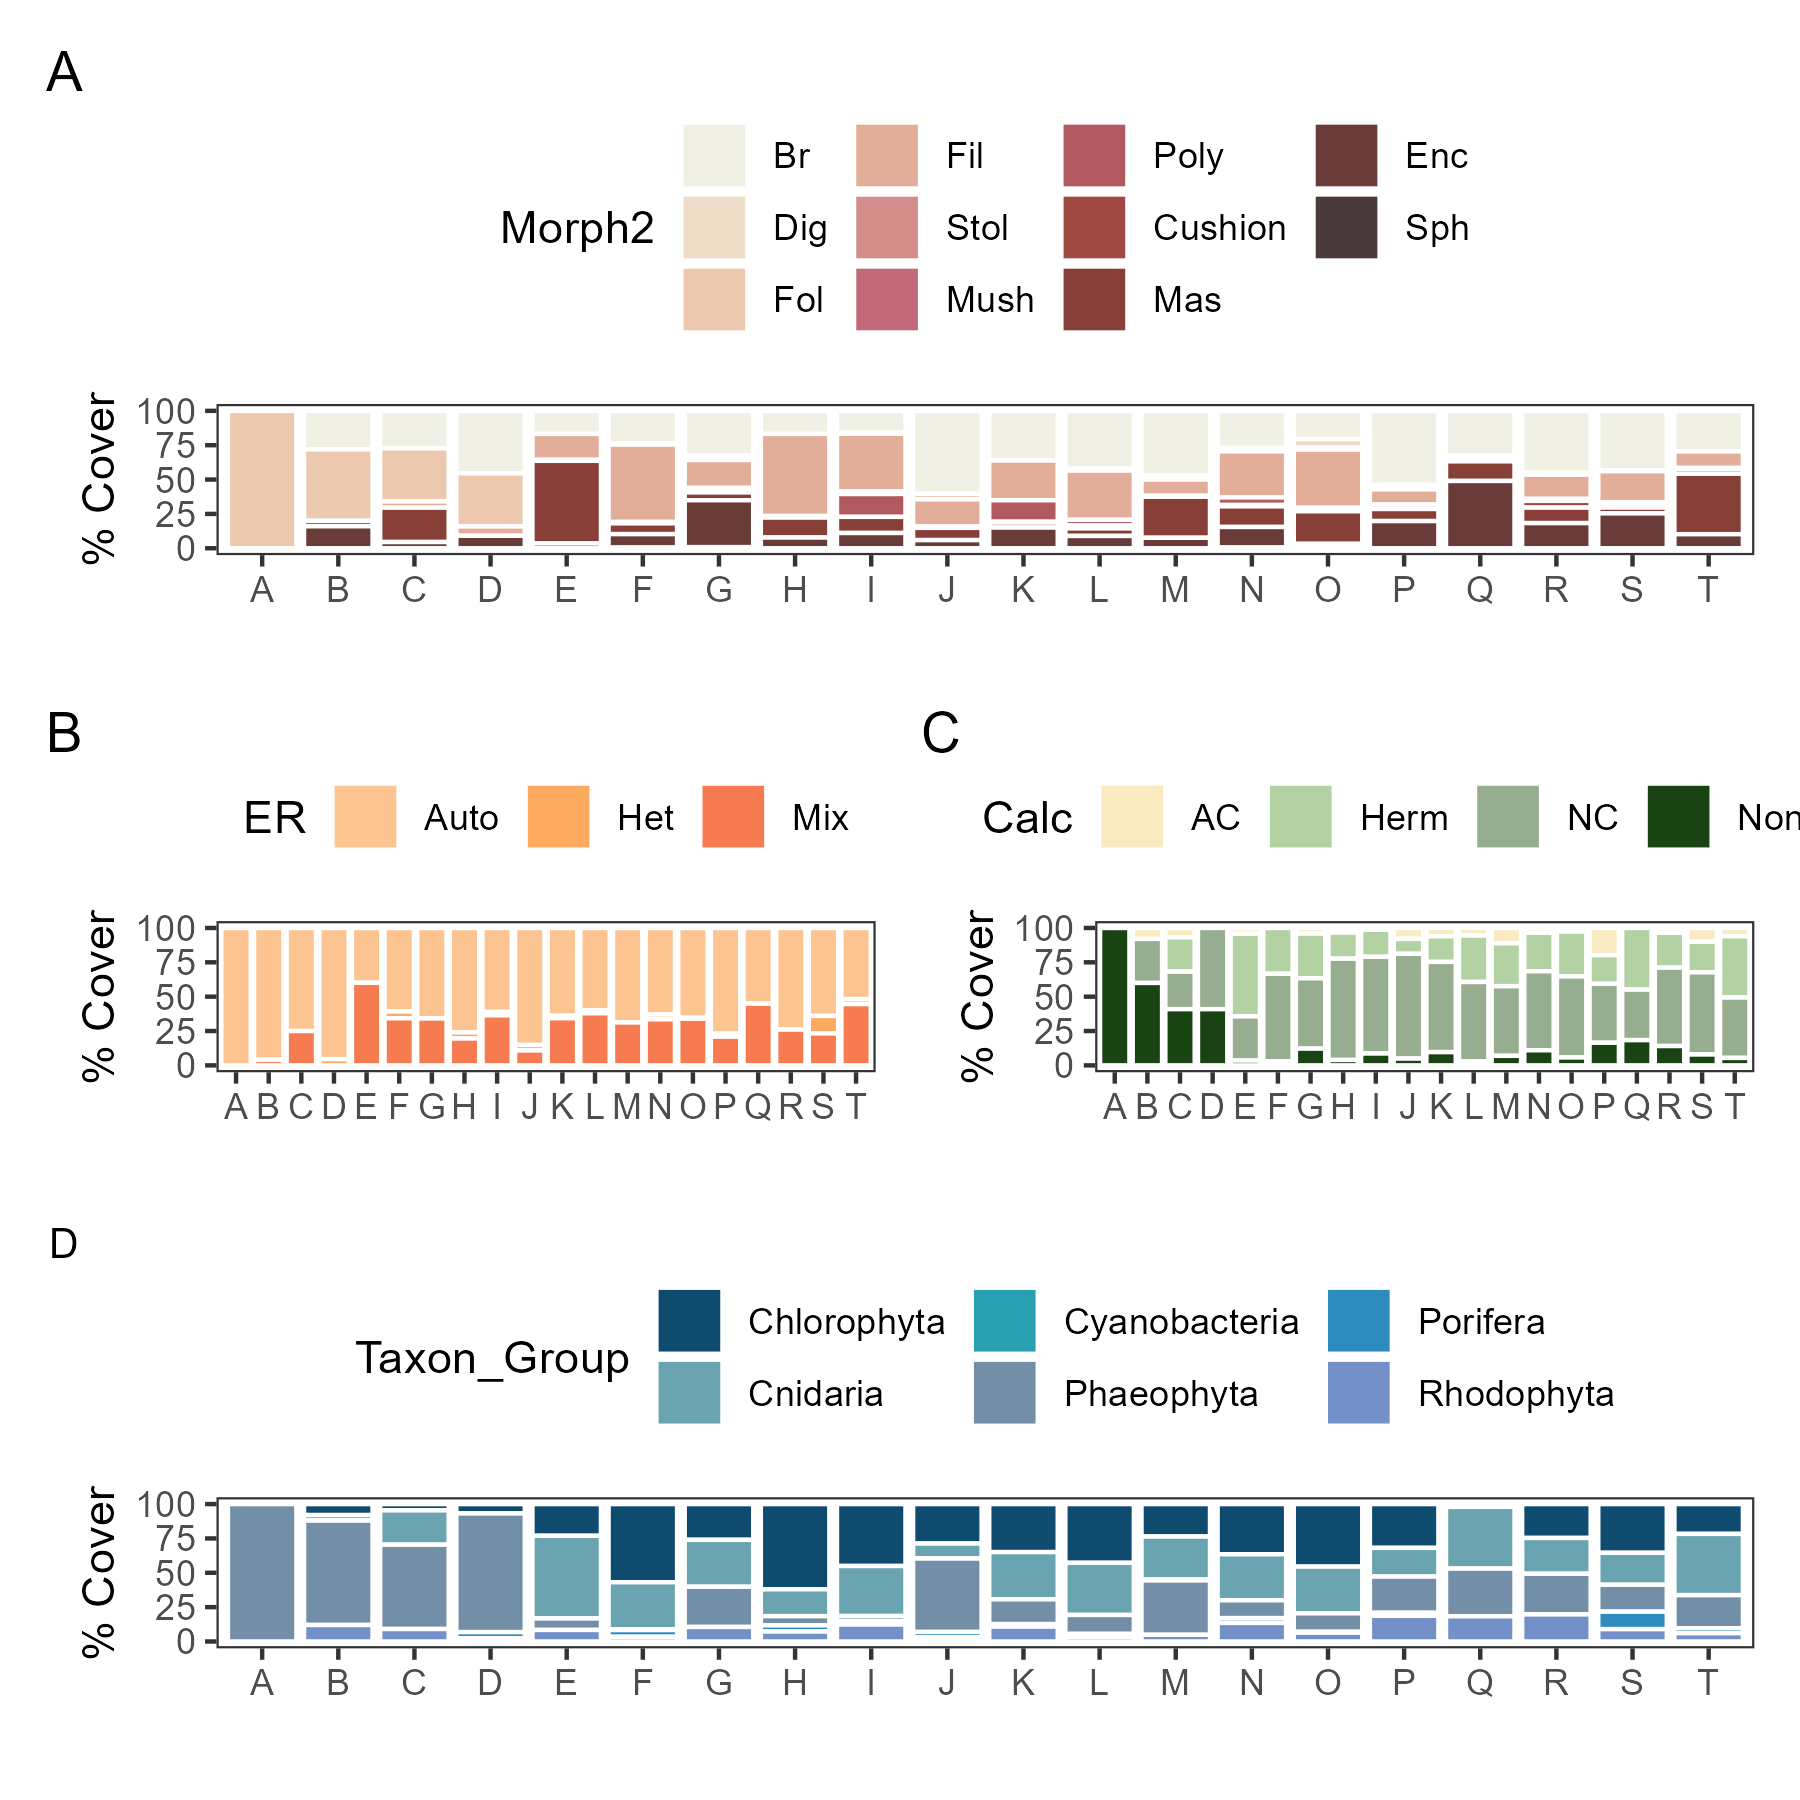 A
Br Fil Poly Enc
Morph2 Dig Stol Cushion Sph
Fol Mush Mas
% Cover
100
75
50
25
0
A B C D E F G H I J K L M N O P Q R S T
B
ER Auto Het Mix
% Cover
100
75
50
25
0
A B C D E F G H I J K L M N O P Q R S T
C
Calc AC Herm NC Non
% Cover
100
75
50
25
0
A B C D E F G H I J K L M N O P Q R S T
D
Chlorophyta Cyanobacteria Porifera
Taxon_Group
Cnidaria Phaeophyta Rhodophyta
% Cover
100
75
50
25
0
A B C D E F G H I J K L M N O P Q R S T